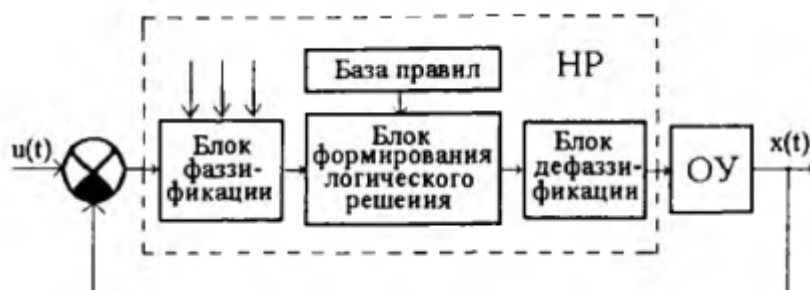 База правил
НР
u(t)
Блок
фаззи-
фикации
Блок
формирования
логического
решения
Блок
дефаззи-
фикации
ОУ
x(t)